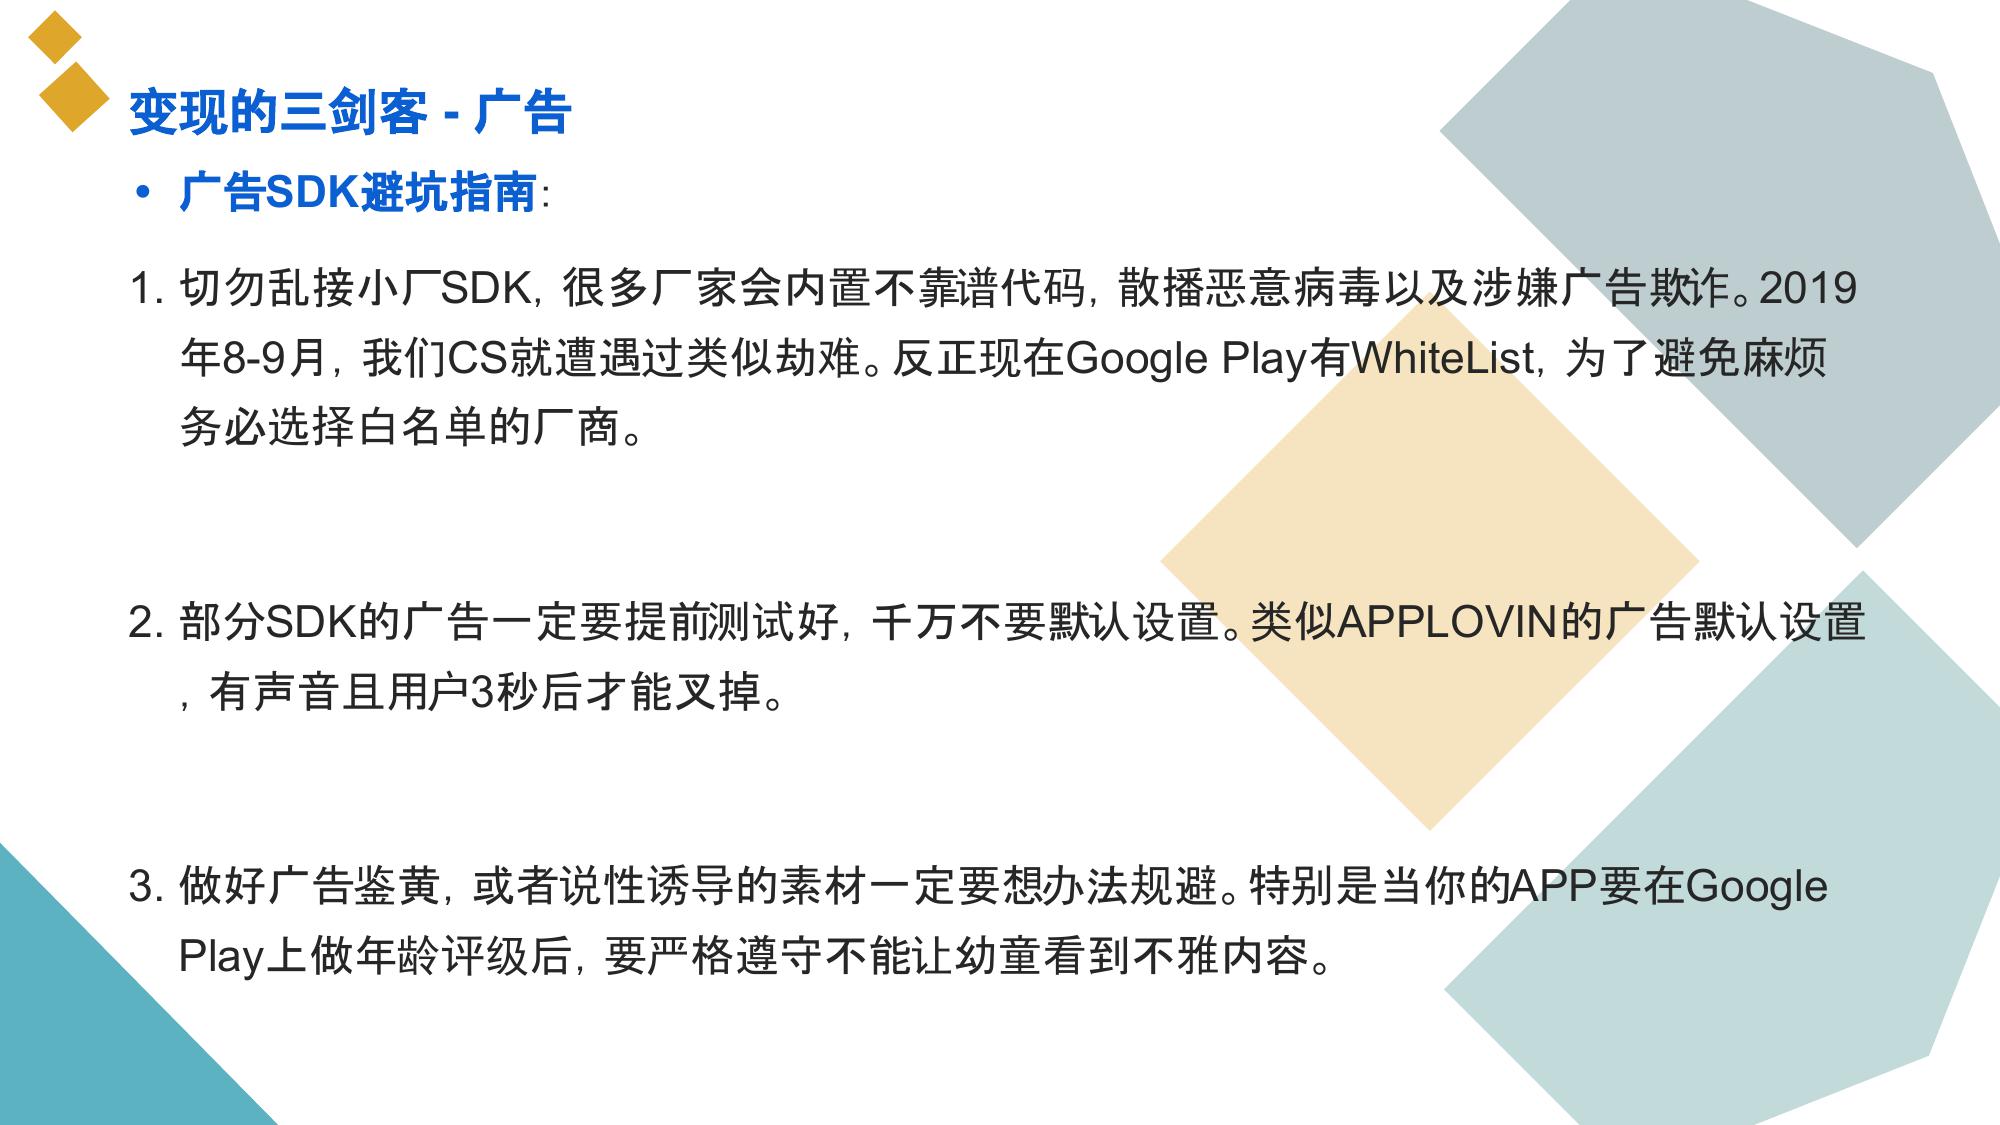 变现的三剑客 - 广告
• 广告SDK避坑指南：
1. 切勿乱接小厂SDK，很多厂家会内置不靠谱代码，散播恶意病毒以及涉嫌广告欺诈。2019
年8-9月，我们CS就遭遇过类似劫难。反正现在Google Play有WhiteList，为了避免麻烦
务必选择白名单的厂商。
2. 部分SDK的广告一定要提前测试好，千万不要默认设置。类似APPLOVIN的广告默认设置
，有声音且用户3秒后才能叉掉。
3. 做好广告鉴黄，或者说性诱导的素材一定要想办法规避。特别是当你的APP要在Google
Play上做年龄评级后，要严格遵守不能让幼童看到不雅内容。